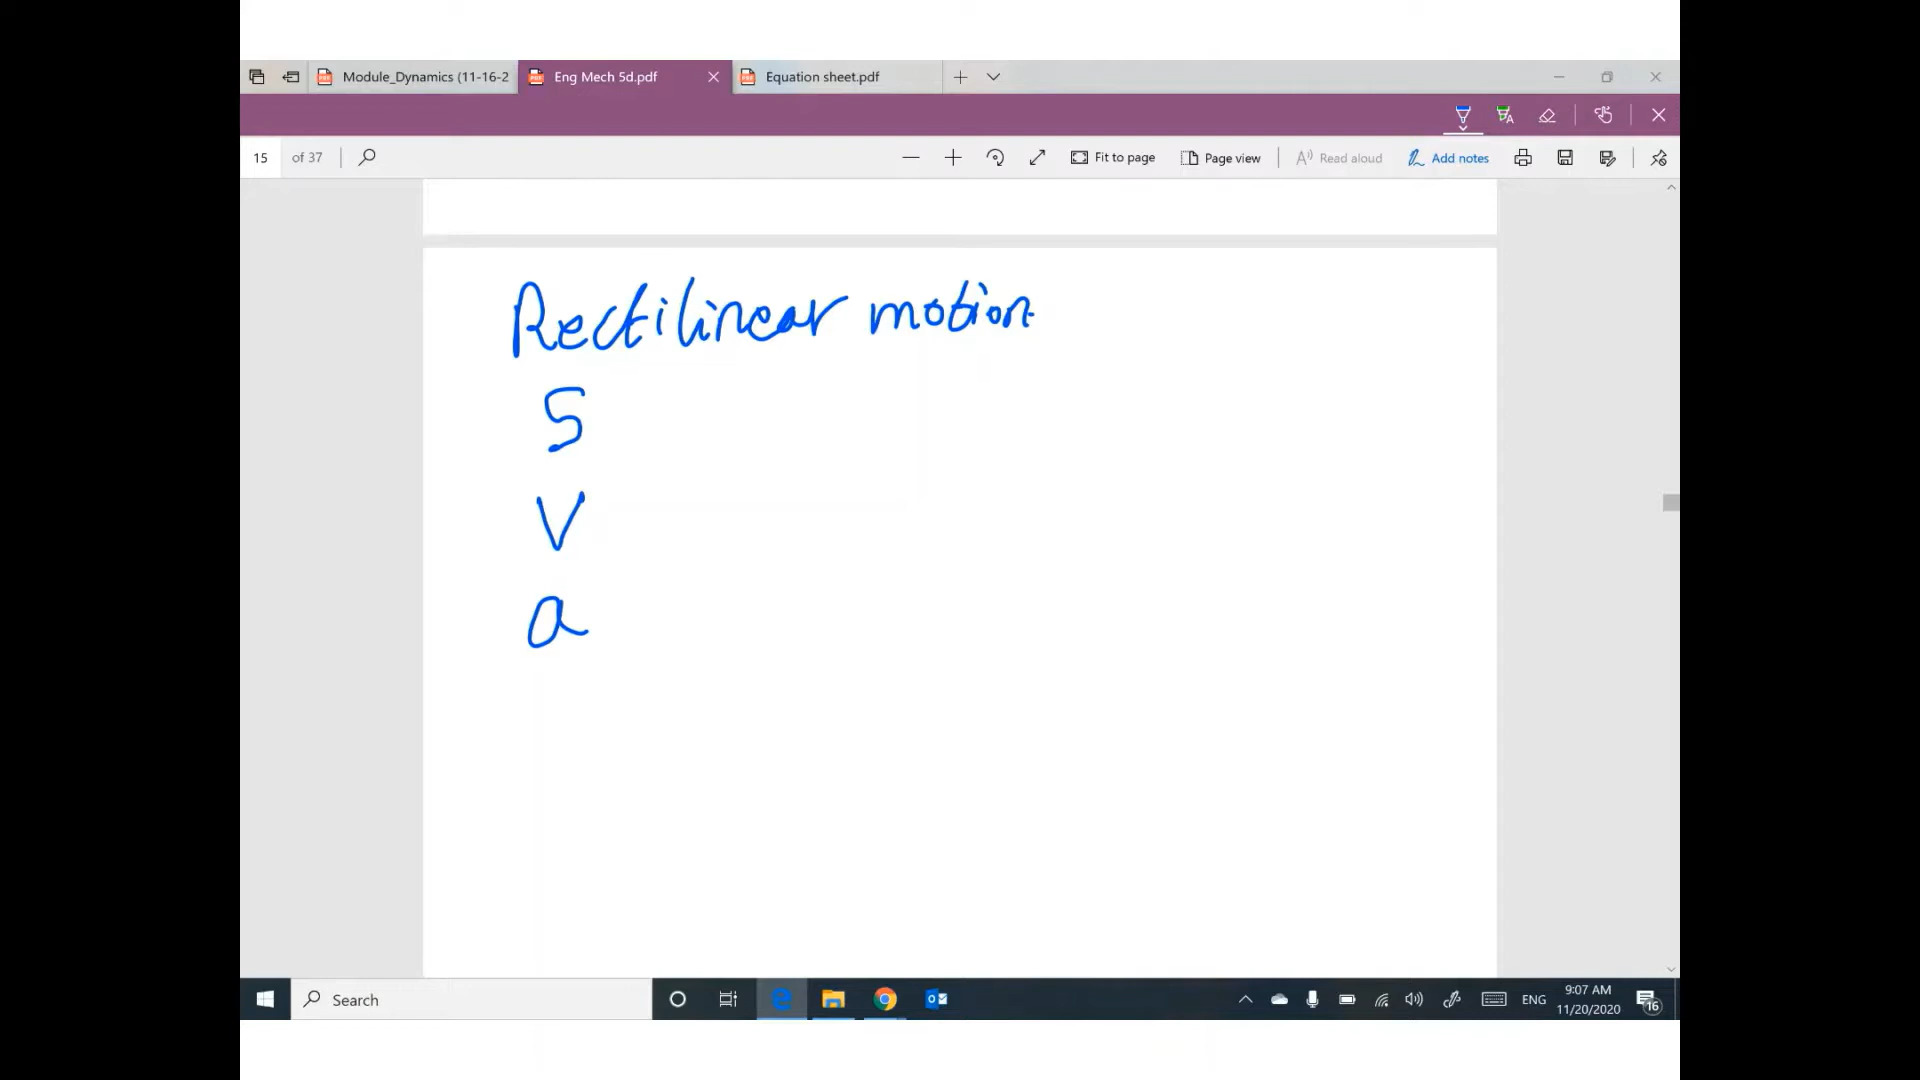 Module_Dynamics (11-16-2
Eng Mech 5d.pdf
Equation sheet.pdf
15 of 37
Fit to page
Page view
Read aloud
Add notes
Rectilinear motion
S
V
a
Search
ENG
9:07 AM
11/20/2020
16